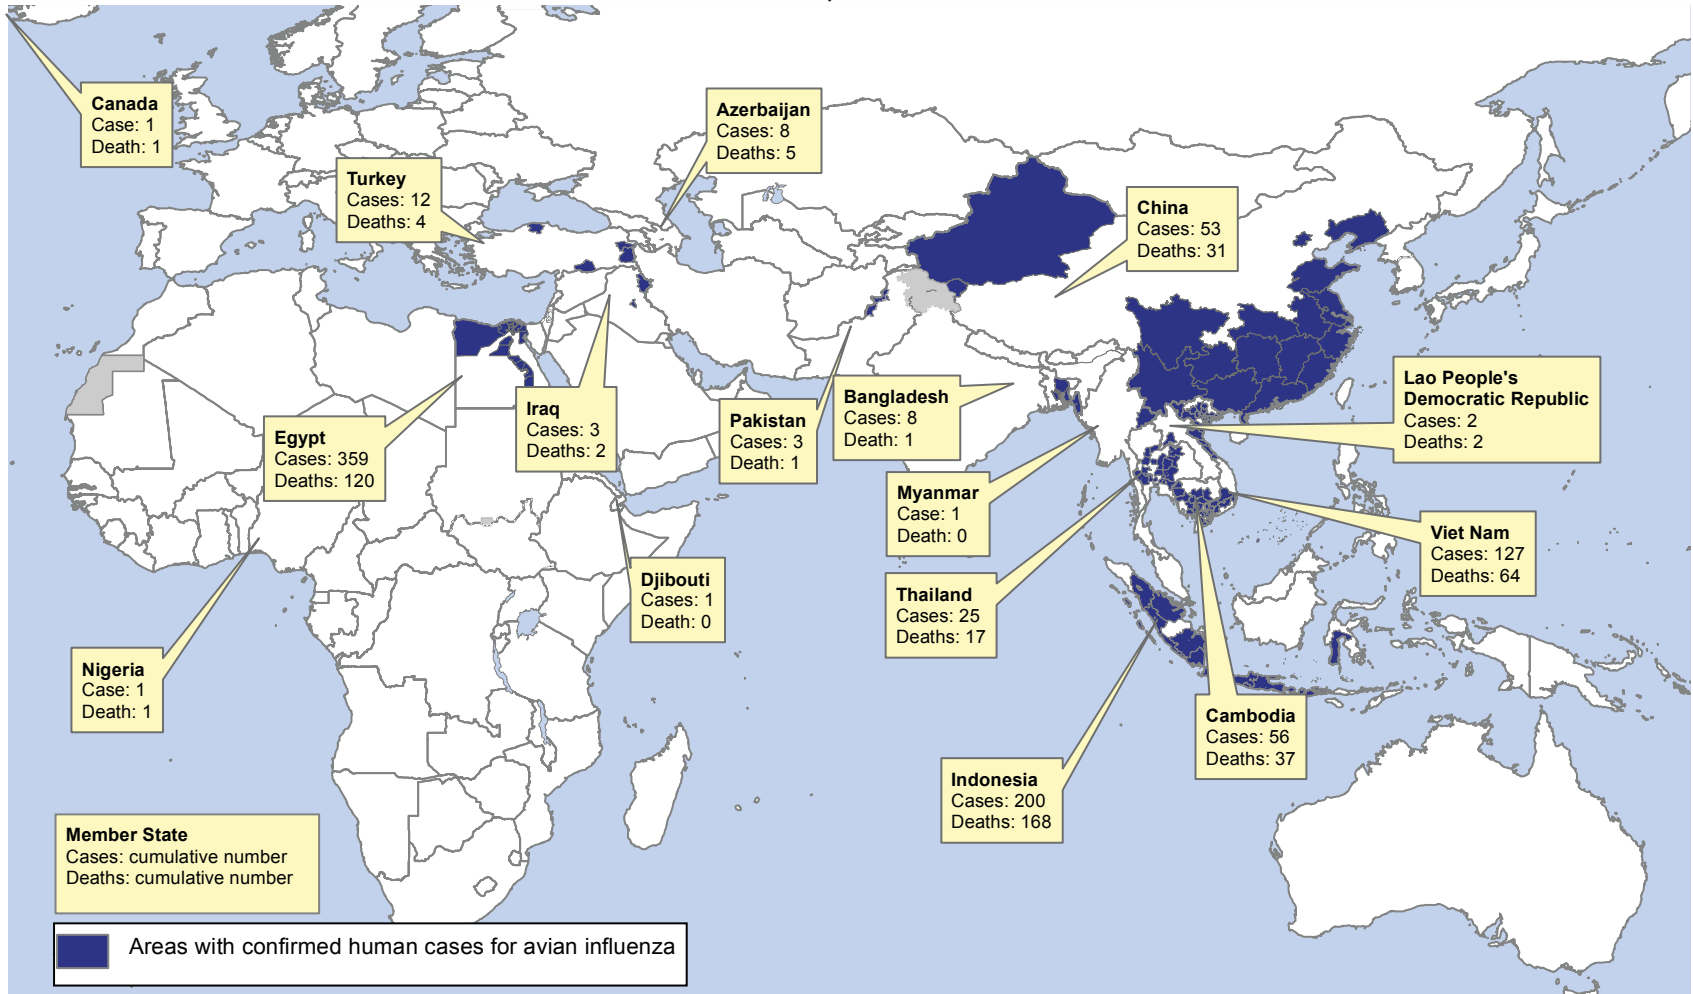 Canada
Case: 1
Death: 1
Azerbaijan
Cases: 8
Deaths: 5
Turkey
Cases: 12
Deaths: 4
China
Cases: 53
Deaths: 31
Egypt
Cases: 359
Deaths: 120
Iraq
Cases: 3
Deaths: 2
Pakistan
Cases: 3
Death: 1
Bangladesh
Cases: 8
Death: 1
Lao People's
Democratic Republic
Cases: 2
Deaths: 2
Myanmar
Case: 1
Death: 0
Viet Nam
Cases: 127
Deaths: 64
Djibouti
Cases: 1
Death: 0
Thailand
Cases: 25
Deaths: 17
Nigeria
Case: 1
Death: 1
Cambodia
Cases: 56
Deaths: 37
Indonesia
Cases: 200
Deaths: 168
Member State
Cases: cumulative number
Deaths: cumulative number
Areas with confirmed human cases for avian influenza